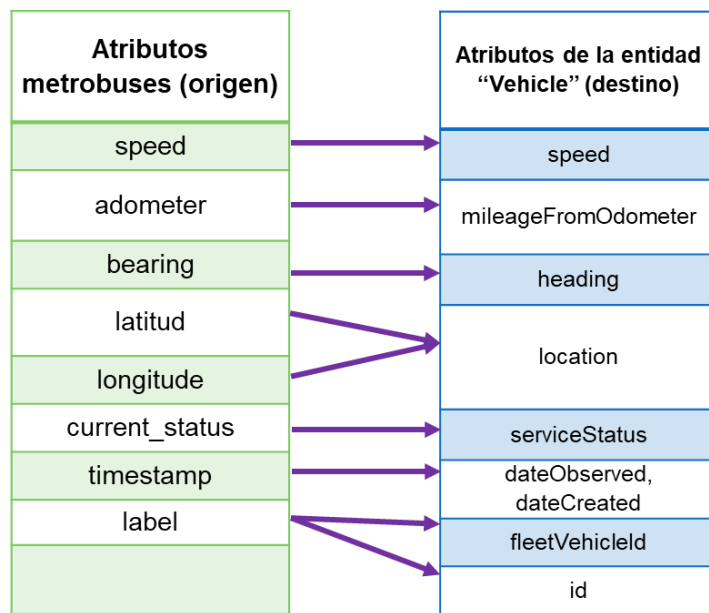 Atributos
metrobuses (origen)
speed
adometer
bearing
latitud
longitude
current_status
timestamp
label
Atributos de la entidad
“Vehicle” (destino)
speed
mileageFromOdometer
heading
location
serviceStatus
dateObserved,
dateCreated
fleetVehicleId
id